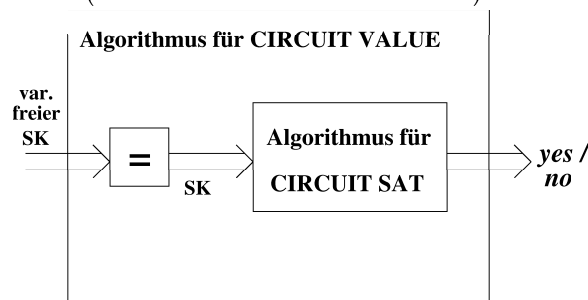 Algorithmus für CIRCUIT VALUE
var.
freier
SK
=
SK
Algorithmus für
CIRCUIT SAT
yes /
no